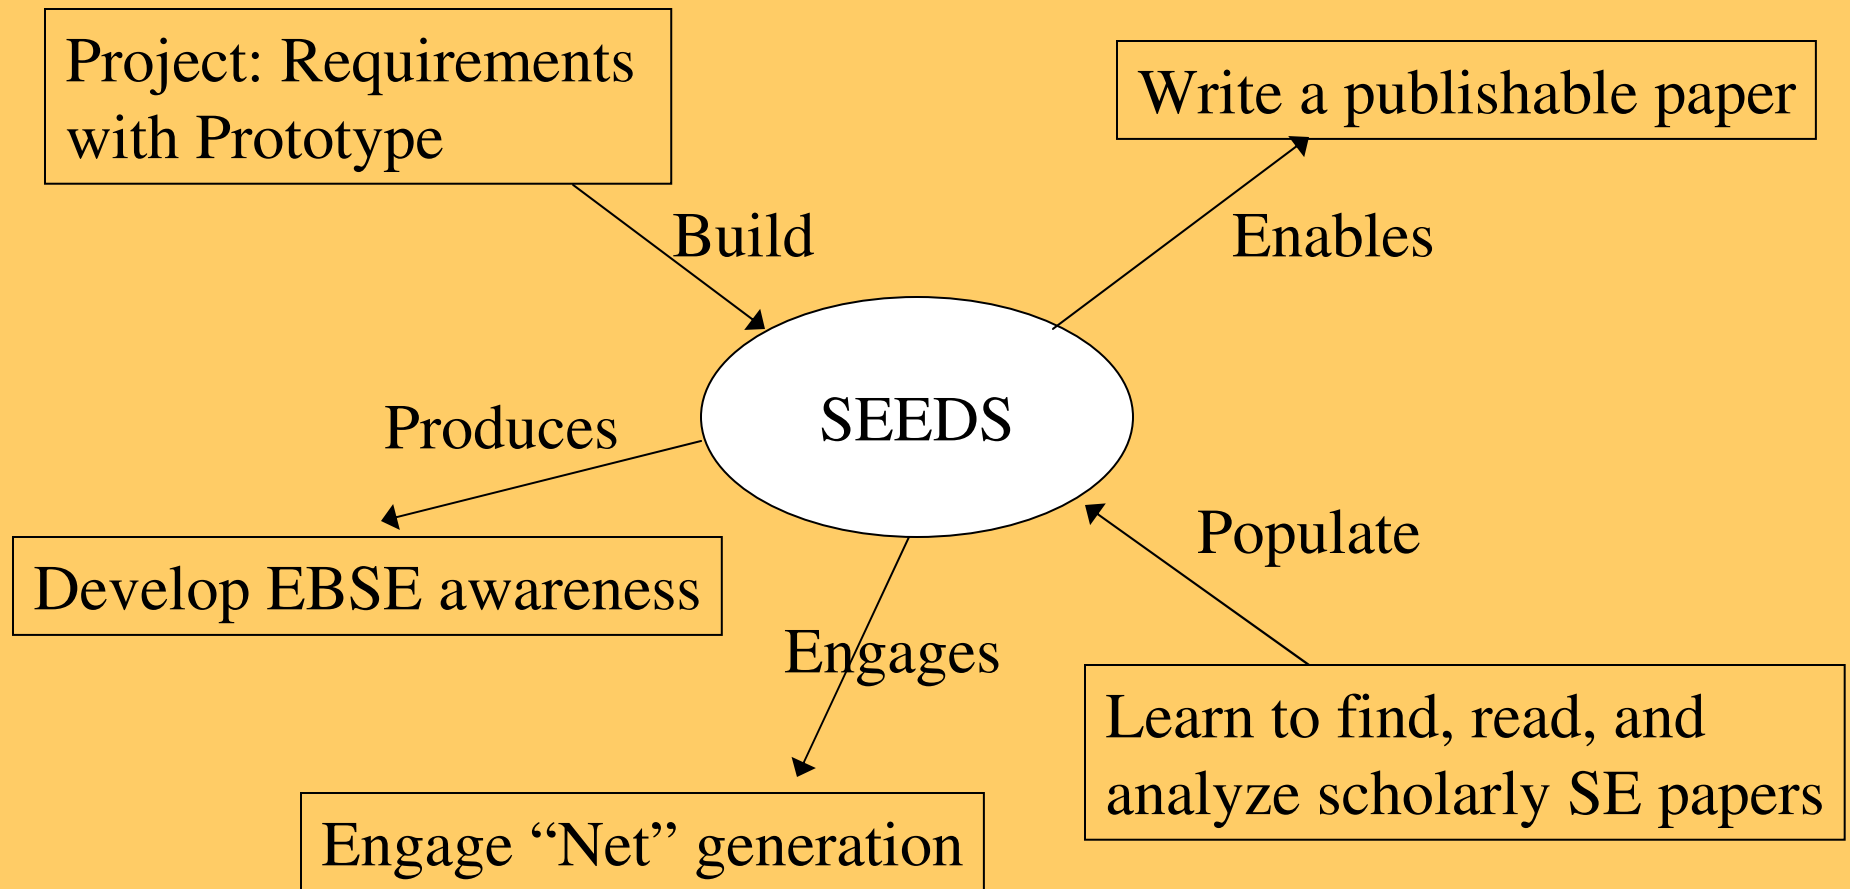 Project: Requirements
with Prototype
Write a publishable paper
Build
Enables
SEEDS
Produces
Populate
Develop EBSE awareness
Engages
Learn to find, read, and
analyze scholarly SE papers
Engage “Net” generation